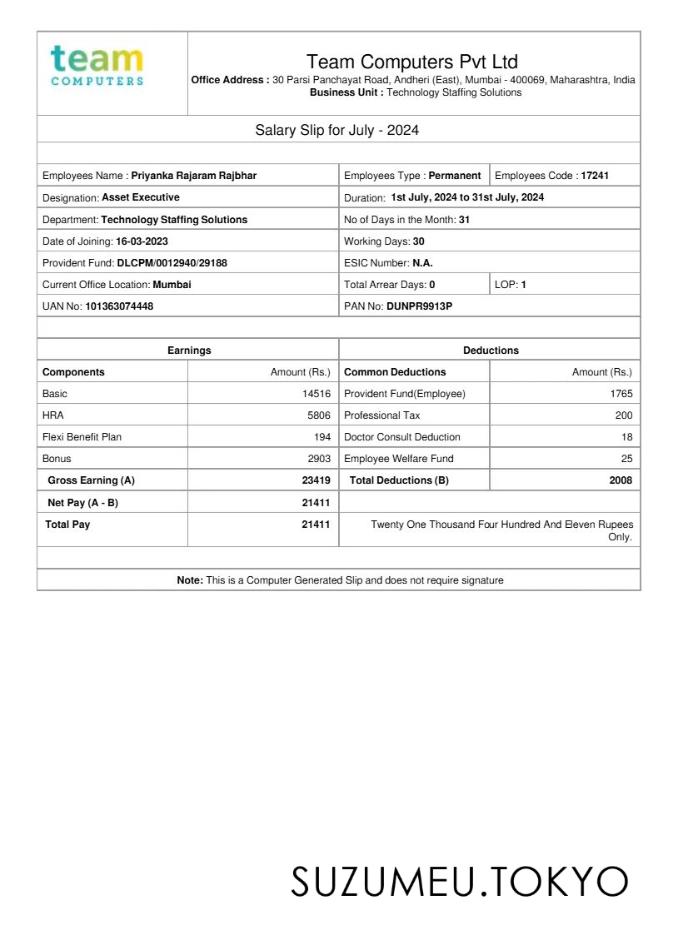 team
COMPUTERS
Team Computers Pvt Ltd
Office Address : 30 Parsi Panchayat Road, Andheri (East), Mumbai - 400069, Maharashtra, India
Business Unit : Technology Staffing Solutions
Salary Slip for July - 2024
Employees Name : Priyanka Rajaram Rajbhar Employees Type : Permanent Employees Code : 17241
Designation: Asset Executive Duration: 1st July, 2024 to 31st July, 2024
Department: Technology Staffing Solutions No of Days in the Month: 31
Date of Joining: 16-03-2023 Working Days: 30
Provident Fund: DLCPM/0012940/29188 ESIC Number: N.A.
Current Office Location: Mumbai Total Arrear Days: 0 LOP: 1
UAN No: 101363074448 PAN No: DUNPR9913P
Earnings Deductions
Components Amount (Rs.) Common Deductions Amount (Rs.)
Basic 14516 Provident Fund(Employee) 1765
HRA 5806 Professional Tax 200
Flexi Benefit Plan 194 Doctor Consult Deduction 18
Bonus 2903 Employee Welfare Fund 25
Gross Earning (A) 23419 Total Deductions (B) 2008
Net Pay (A - B) 21411
Total Pay 21411 Twenty One Thousand Four Hundred And Eleven Rupees
Only.
Note: This is a Computer Generated Slip and does not require signature
SUZUMEU.TOKYO